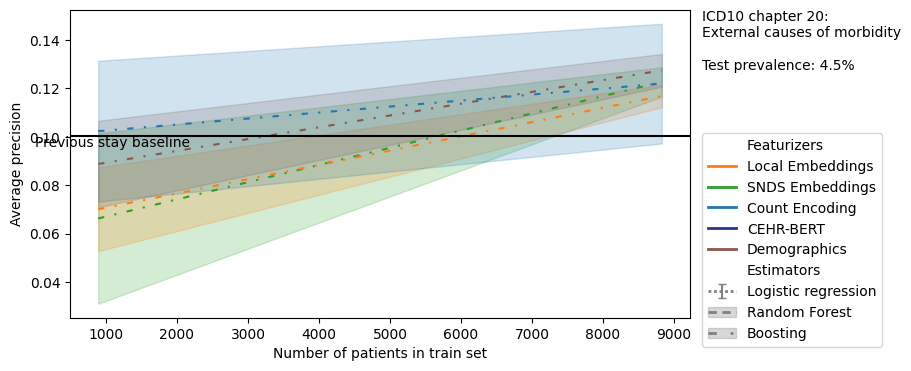 ICD10 chapter 20:
External causes of morbidity
Test prevalence: 4.5%
Average precision
0.14
0.12
0.10
0.08
0.06
0.04
Previous stay baseline
1000 2000 3000 4000 5000 6000 7000 8000 9000
Number of patients in train set
Featurizers
Local Embeddings
SNDS Embeddings
Count Encoding
CEHR-BERT
Demographics
Estimators
Logistic regression
Random Forest
Boosting